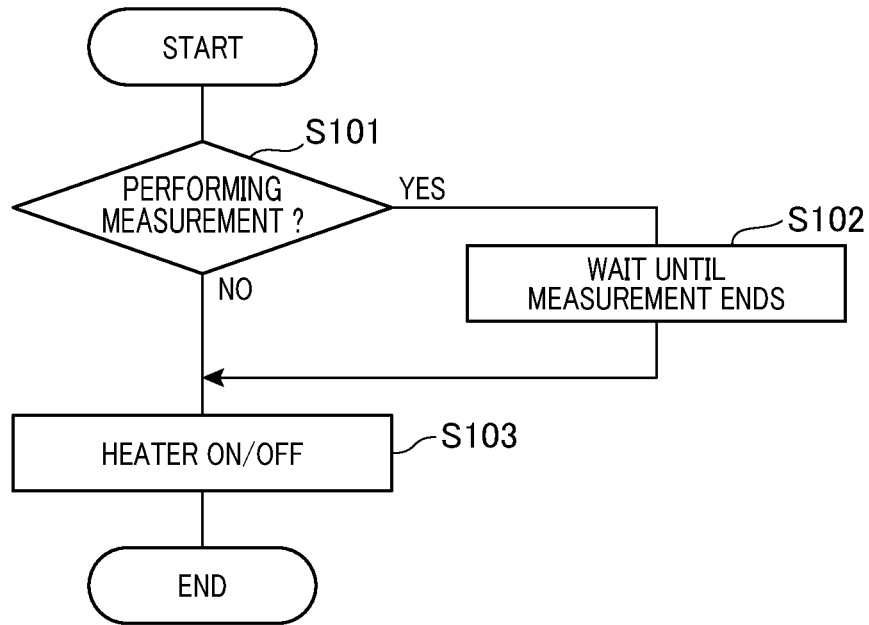 START
S101
PERFORMING
MEASUREMENT ?
YES
S102
WAIT UNTIL
MEASUREMENT ENDS
NO
HEATER ON/OFF
S103
END